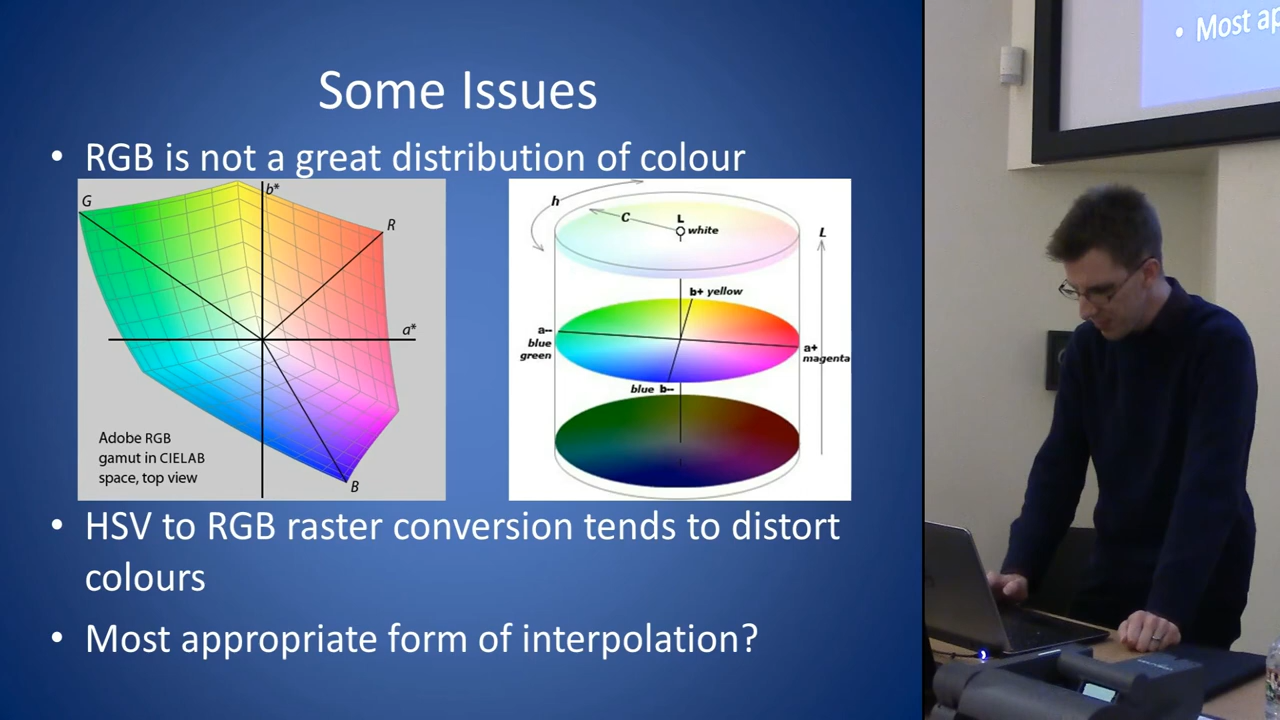 Some Issues
• RGB is not a great distribution of colour
G
b*
R
a*
Adobe RGB
gamut in CIELAB
space, top view
B
h
C
L
white
L
b+ yellow
a--
blue
green
a+
magenta
blue b--
• HSV to RGB raster conversion tends to distort
colours
• Most appropriate form of interpolation?
• Most ap